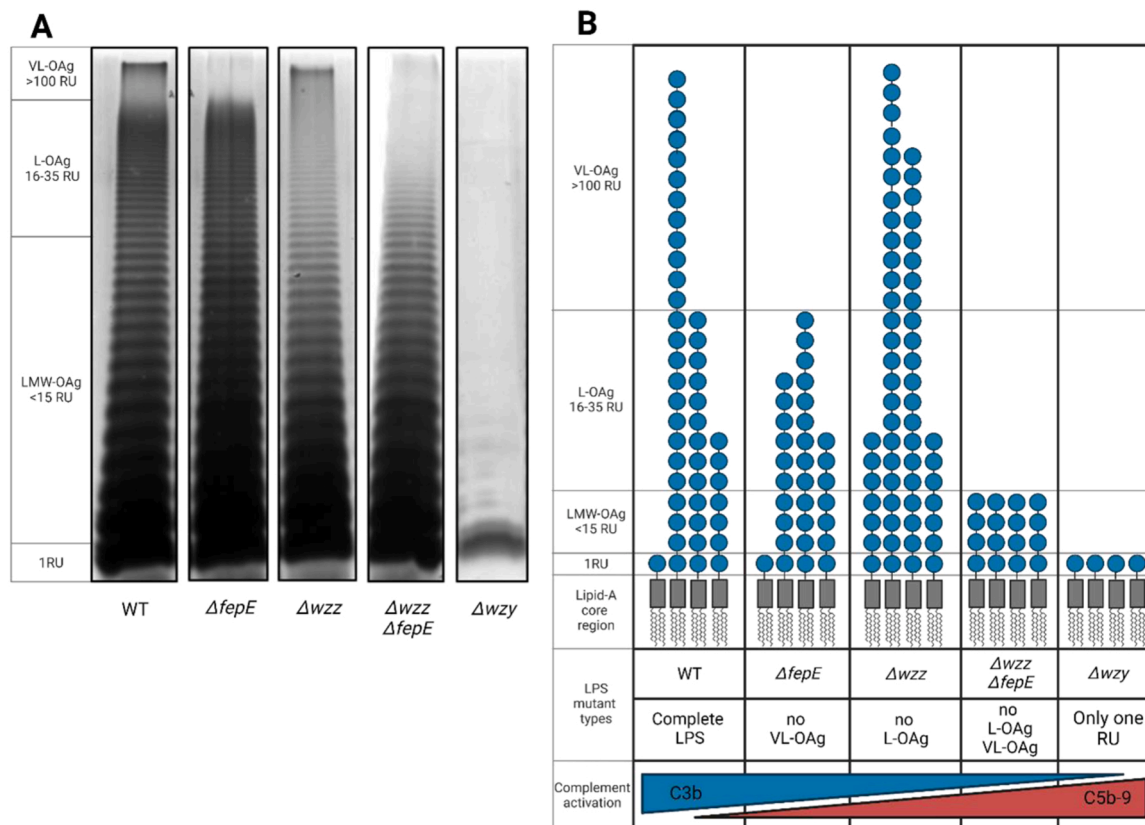 A
VL-OAg
>100 RU
L-OAg
16-35 RU
LMW-OAg
<15 RU
1RU
WT
ΔfepE
Δwzz
Δwzz
ΔfepE
Δwzy
B
VL-OAg
>100 RU
L-OAg
16-35 RU
LMW-OAg
<15 RU
1RU
Lipid-A
core
region
LPS
mutant
types
WT
ΔfepE
Δwzz
Δwzz
ΔfepE
Δwzy
Complete
LPS
no
VL-OAg
no
L-OAg
no
L-OAg
VL-OAg
Only one
RU
Complement
activation
C3b
C5b-9